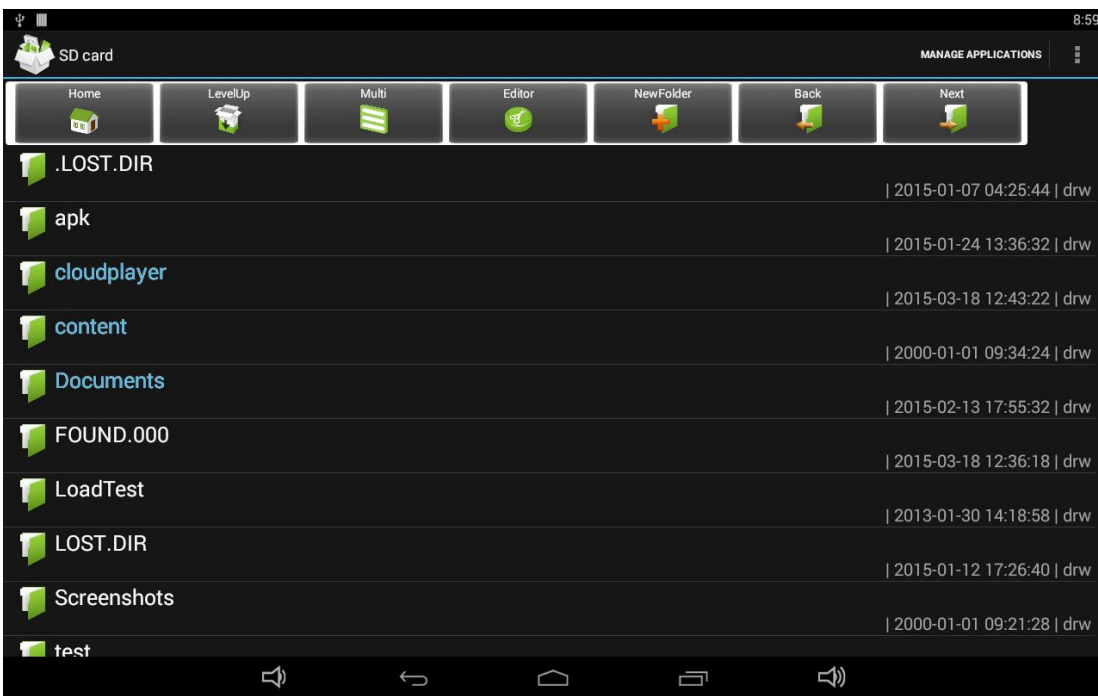 8:59
SD card
MANAGE APPLICATIONS
Home LevelUp Multi Editor NewFolder Back Next
.LOST.DIR
| 2015-01-07 04:25:44 | drw
apk
| 2015-01-24 13:36:32 | drw
cloudplayer
| 2015-03-18 12:43:22 | drw
content
| 2000-01-01 09:34:24 | drw
Documents
| 2015-02-13 17:55:32 | drw
FOUND.000
| 2015-03-18 12:36:18 | drw
LoadTest
| 2013-01-30 14:18:58 | drw
LOST.DIR
| 2015-01-12 17:26:40 | drw
Screenshots
| 2000-01-01 09:21:28 | drw
test